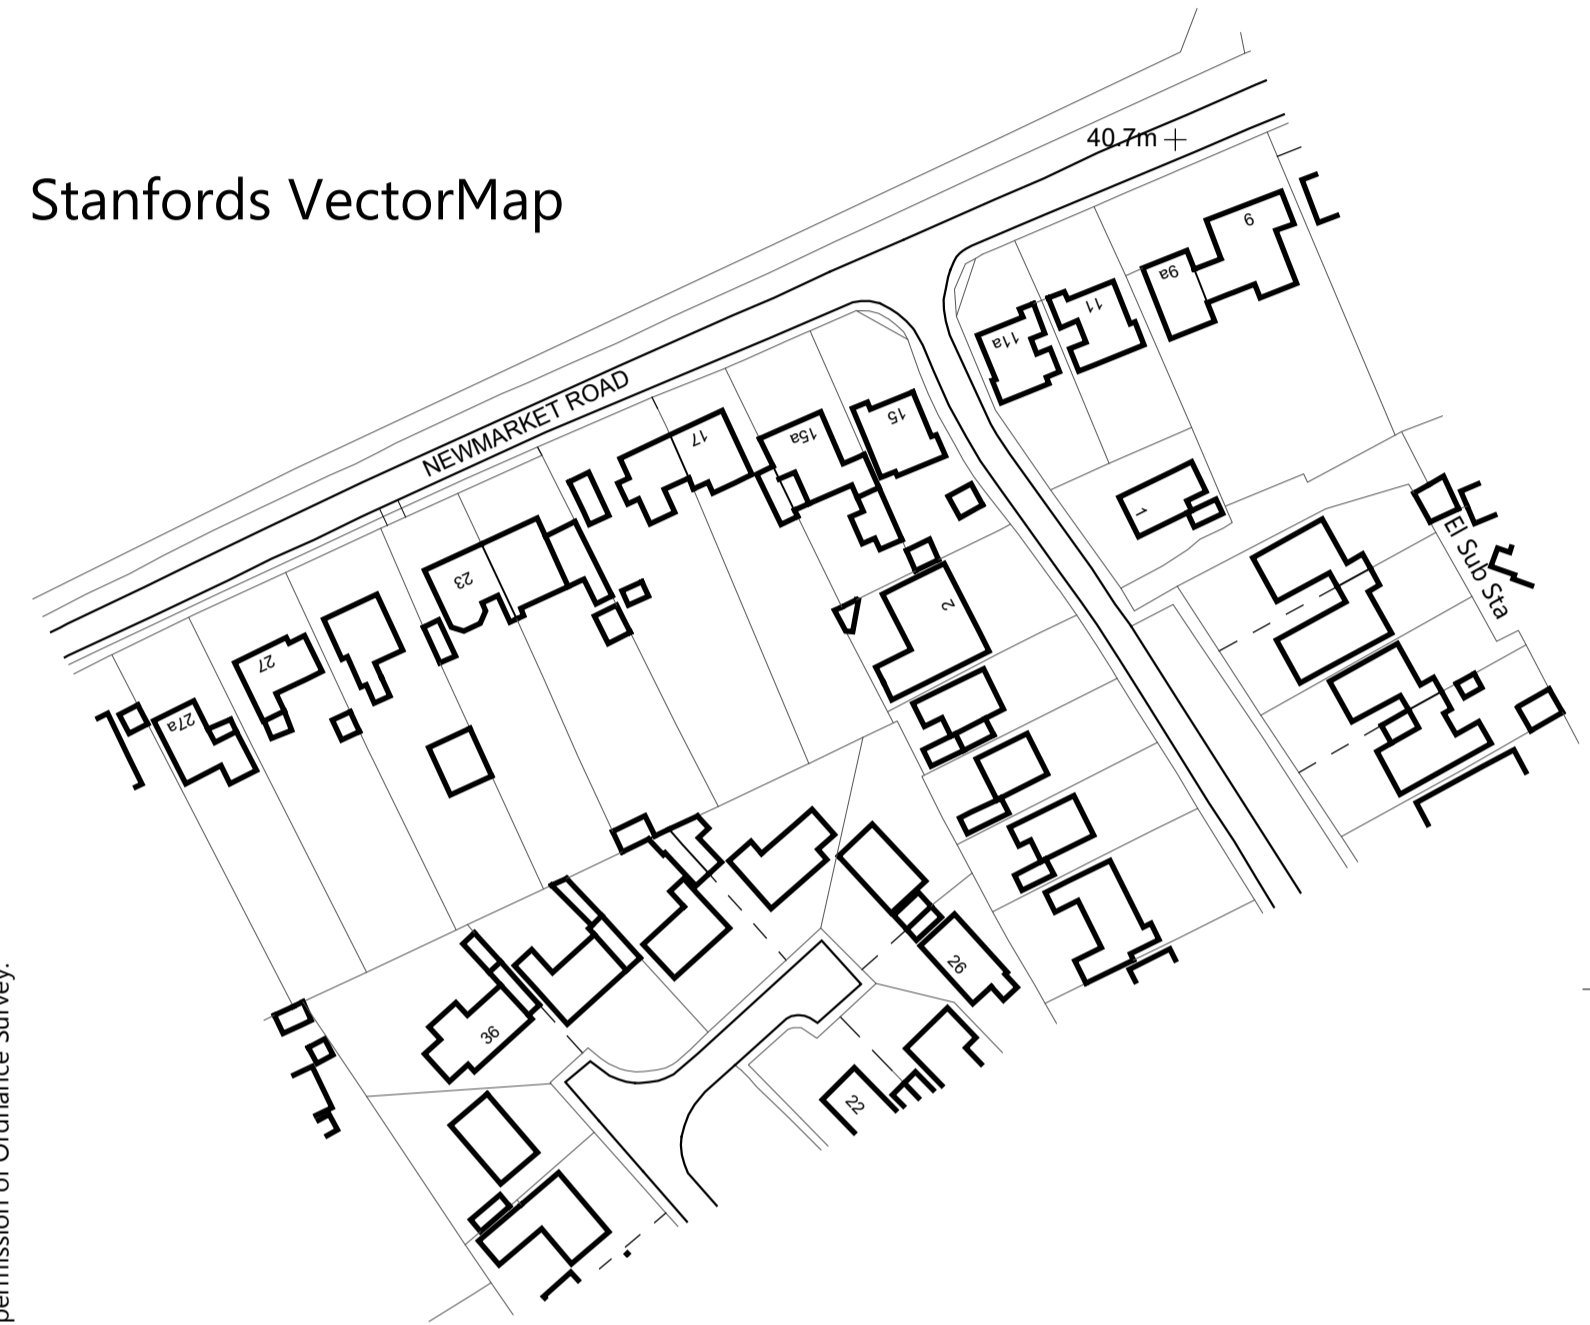 40.7m
Stanfords VectorMap
9
9a
11
11a
NEWMARKET ROAD
15
17
15a
1
El Sub Sta
23
2
27
27a
26
36
22
permission of Ordnance Survey.